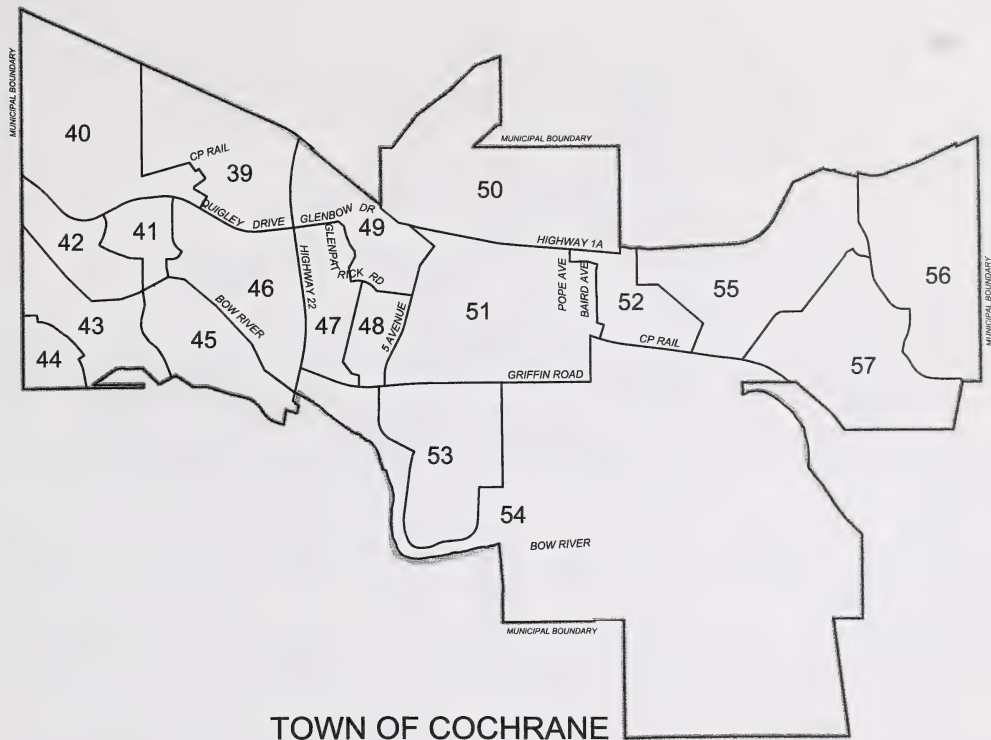 MUNICIPAL BOUNDARY
40
CP RAIL
39
MUNICIPAL BOUNDARY
50
QUIGLEY DRIVE
GLENBOW DR
49
HIGHWAY 1A
41
42
GLENPATRICK RD
HIGHWAY 22
46
BOW RIVER
47
48
5 AVENUE
51
POPE AVE
BAIRD AVE
52
55
56
MUNICIPAL BOUNDARY
43
45
44
CP RAIL
57
GRIFFIN ROAD
53
54
BOW RIVER
MUNICIPAL BOUNDARY
TOWN OF COCHRANE